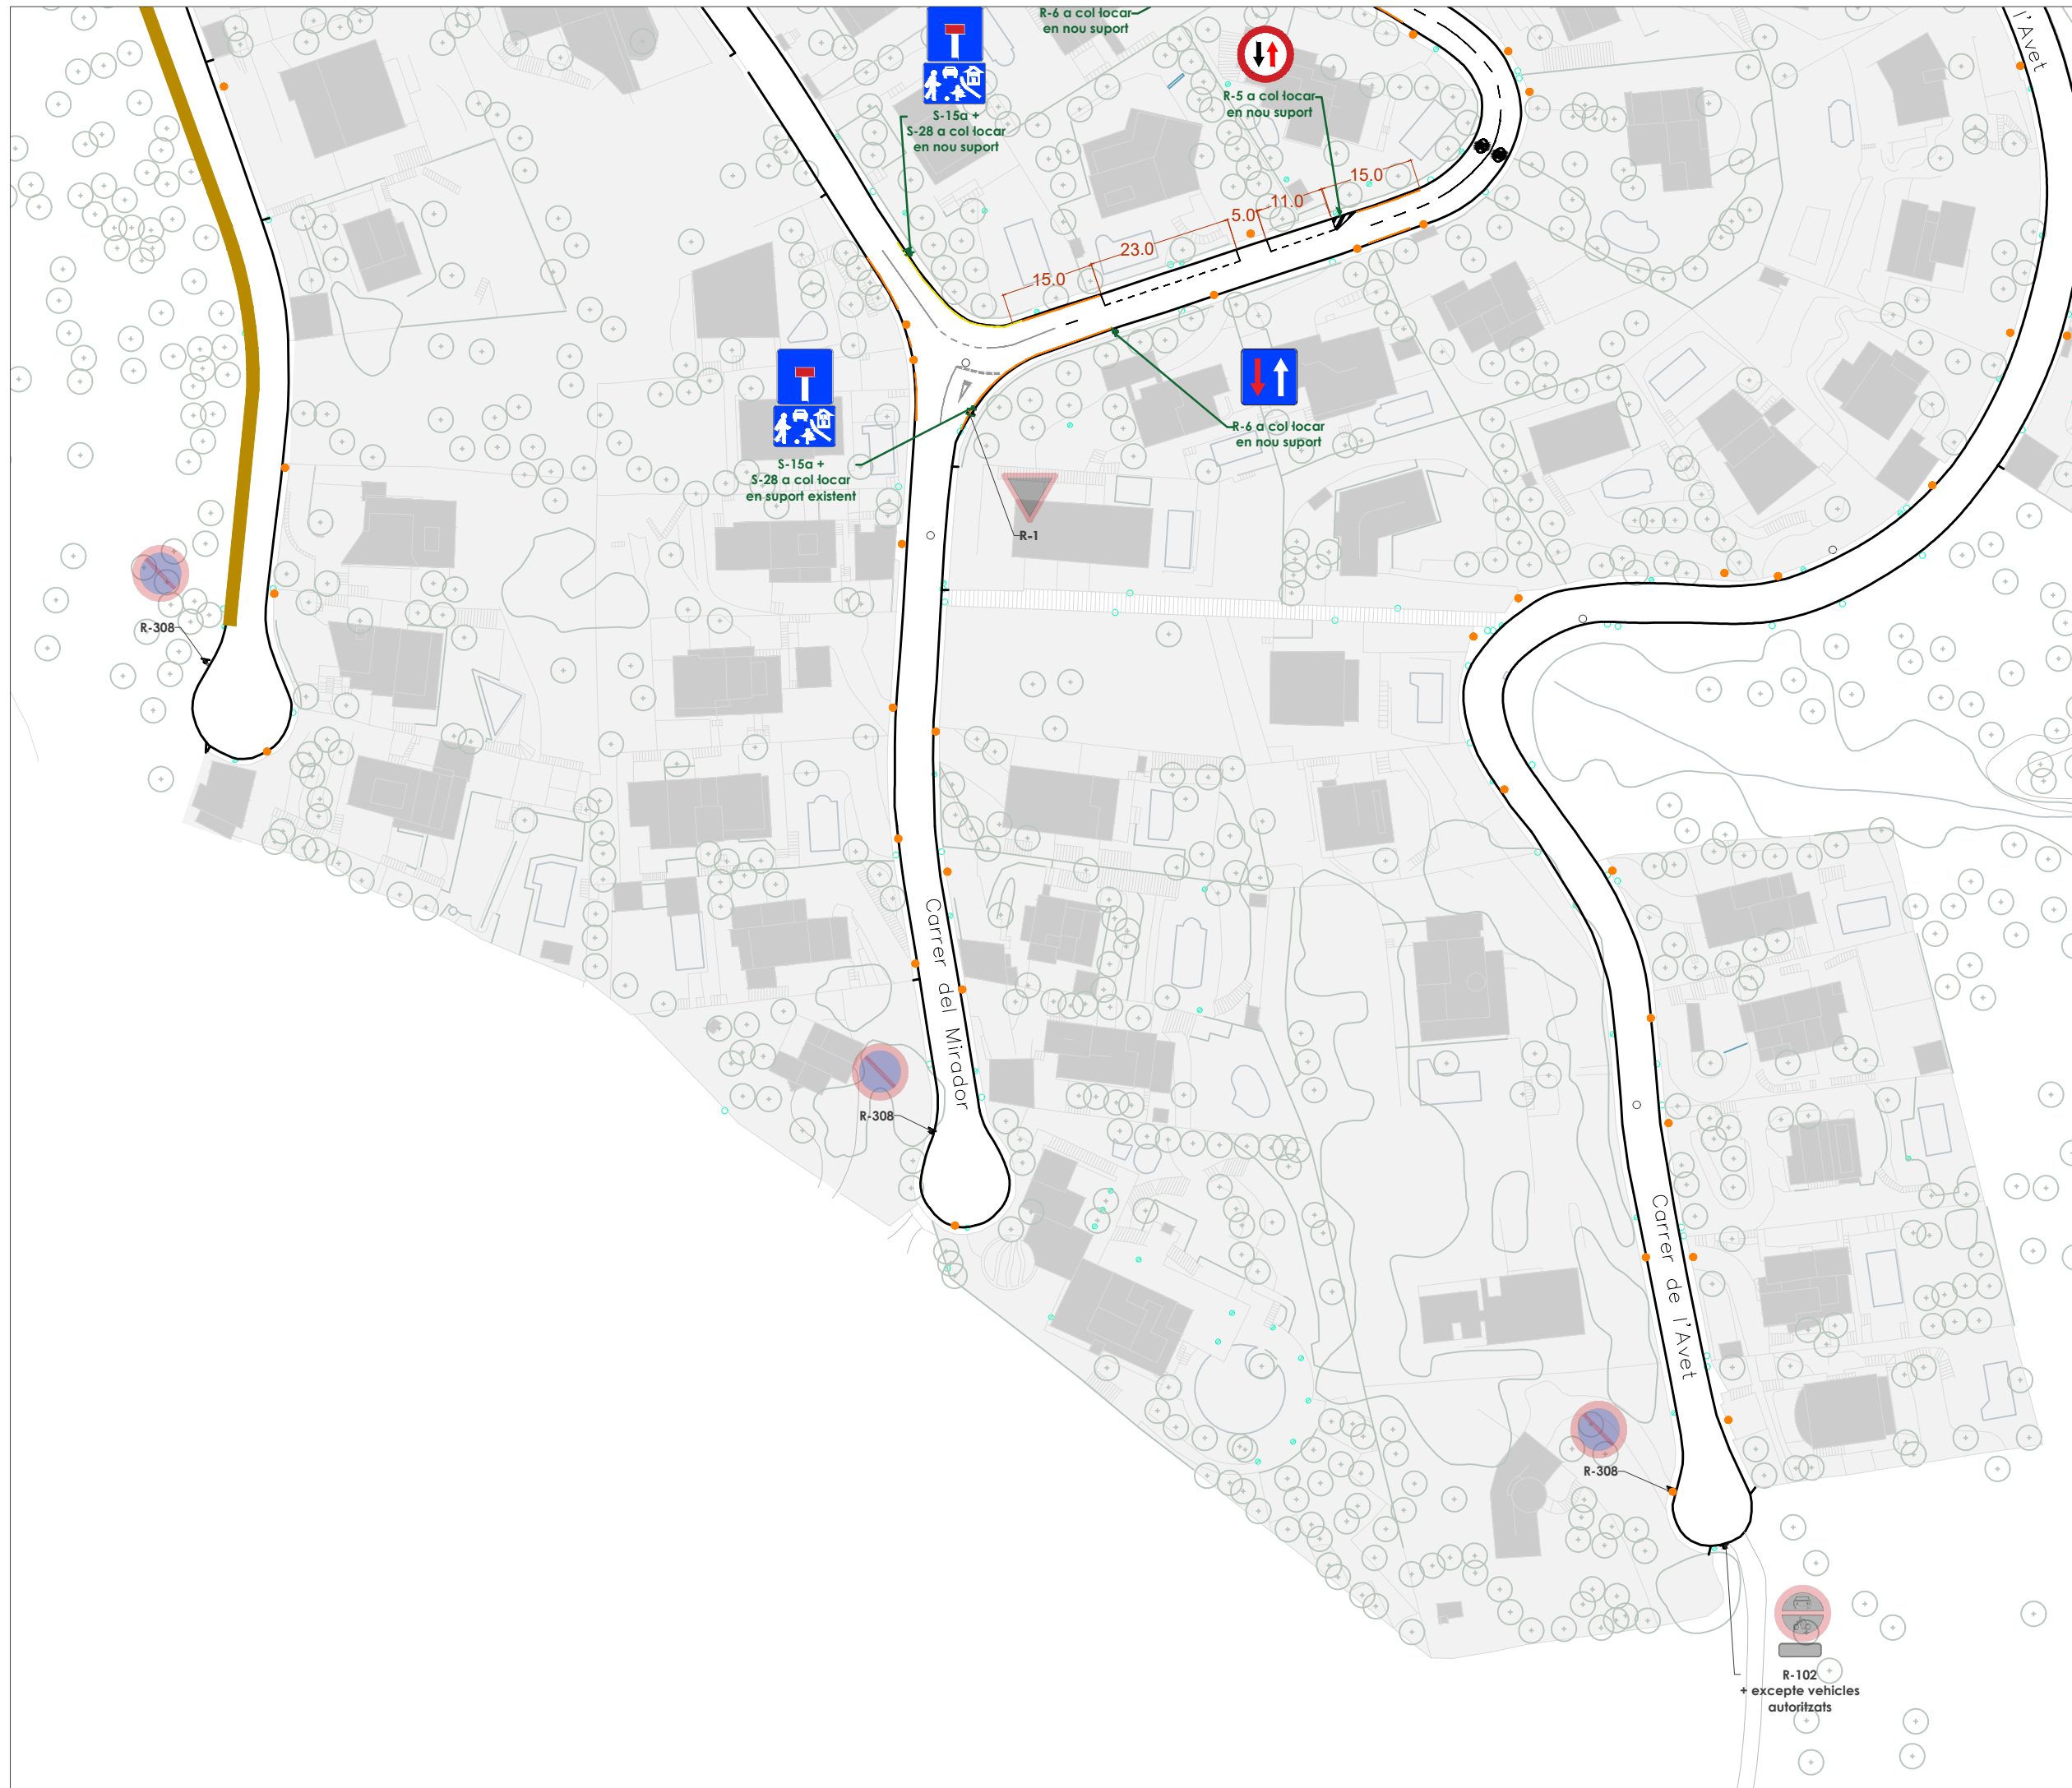 R-6 a col·locar
en nou suport
l'Avet
S-15a +
S-28 a col·locar
en nou suport
R-5 a col·locar
en nou suport
15.0
11.0
5.0
23.0
15.0
R-6 a col·locar
en nou suport
S-15a +
S-28 a col·locar
en suport existent
R-1
R-308
Carrer del Mirador
R-308
Carrer de l'Avet
R-308
R-102
+ excepte vehicles
autoritzats